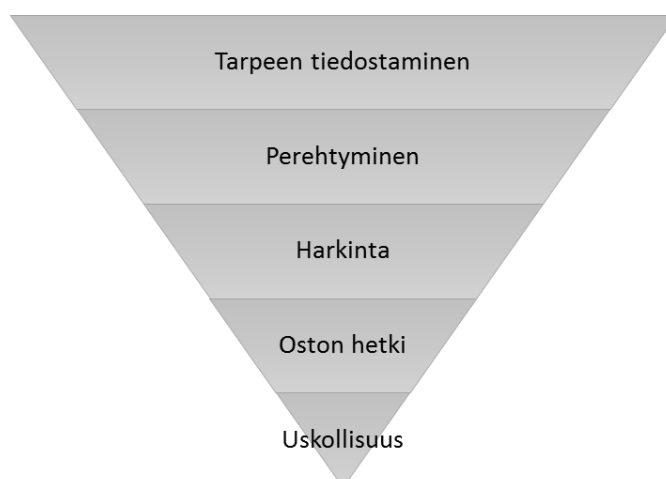 Tarpeen tiedostaminen
Perehtyminen
Harkinta
Oston hetki
Uskollisuus